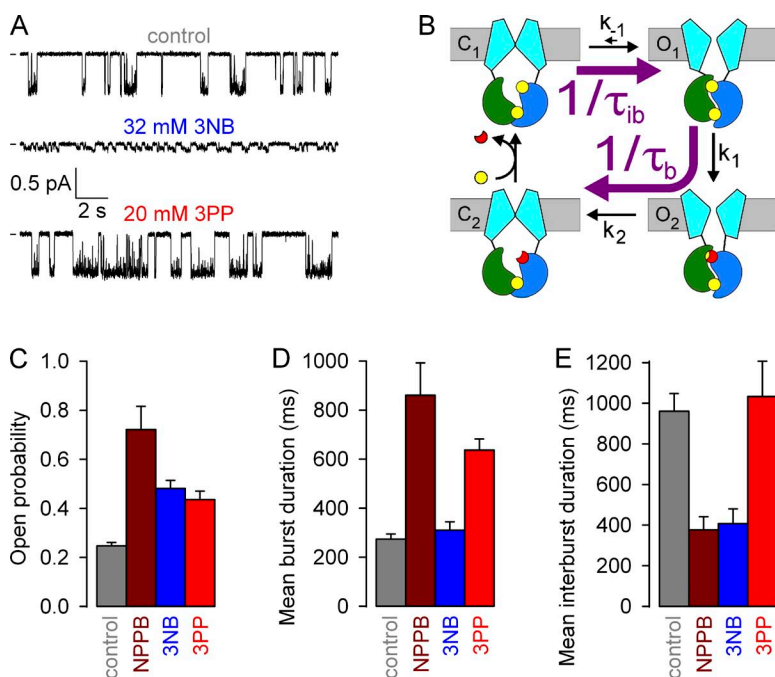 A
control
32 mM 3NB
0.5 pA
2 s
20 mM 3PP
B
C1
k-1
O1
1/τib
1/τb
k1
C2
k2
O2
C
Open probability
1.0
0.8
0.6
0.4
0.2
0.0
control
NPPB
3NB
3PP
D
Mean burst duration (ms)
1000
800
600
400
200
0
control
NPPB
3NB
3PP
E
Mean interburst duration (ms)
1200
1000
800
600
400
200
0
control
NPPB
3NB
3PP